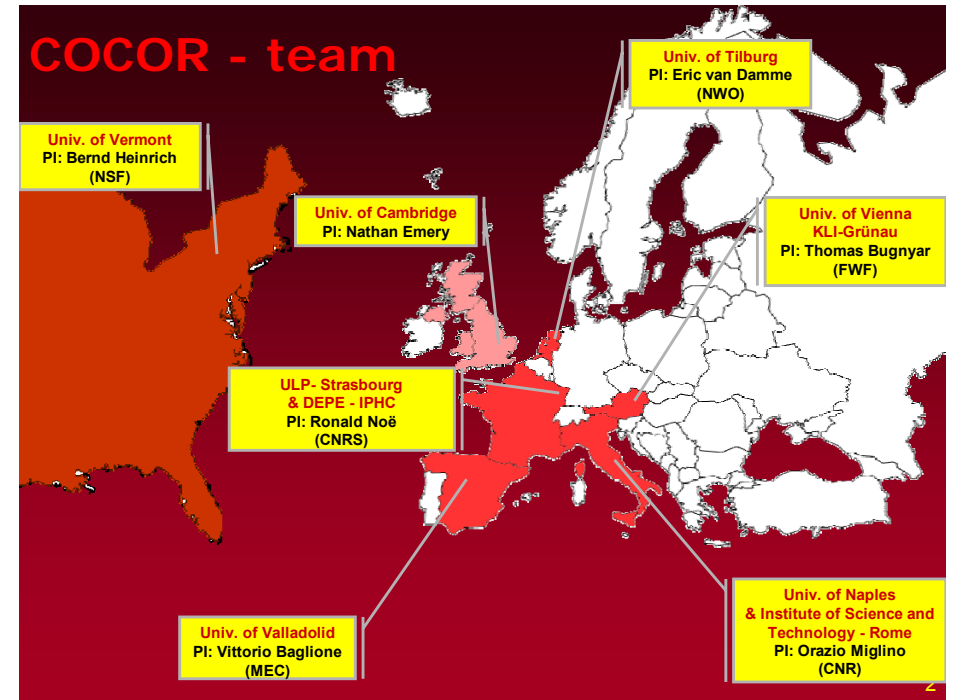 COCOR - team
Univ. of Tilburg
PI: Eric van Damme
(NWO)
Univ. of Vermont
PI: Bernd Heinrich
(NSF)
Univ. of Cambridge
PI: Nathan Emery
Univ. of Vienna
KLI-Grünau
PI: Thomas Bugnyar
(FWF)
ULP- Strasbourg
& DEPE - IPHC
PI: Ronald Noë
(CNRS)
Univ. of Valladolid
PI: Vittorio Baglione
(MEC)
Univ. of Naples
& Institute of Science and
Technology - Rome
PI: Orazio Miglino
(CNR)
2